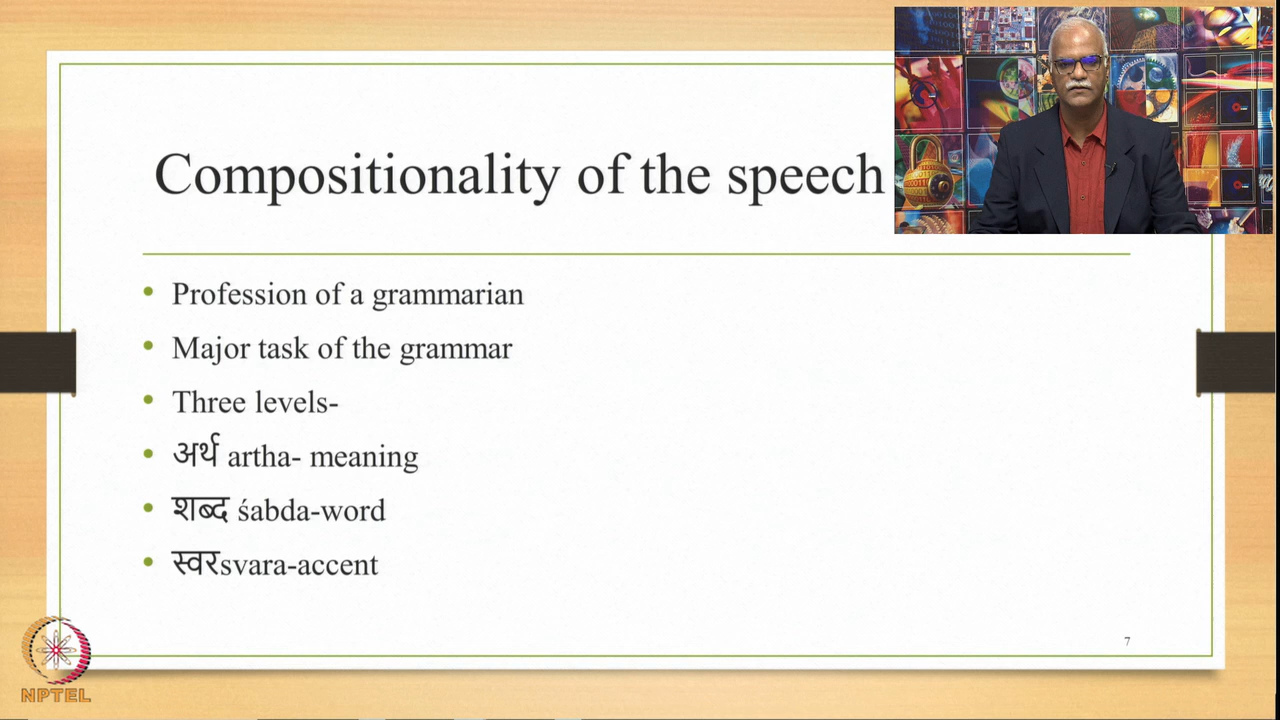 Compositionality of the speech
• Profession of a grammarian
• Major task of the grammar
• Three levels-
• अर्थ artha- meaning
• शब्द śabda-word
• स्वरsvara-accent
7
NPTEL